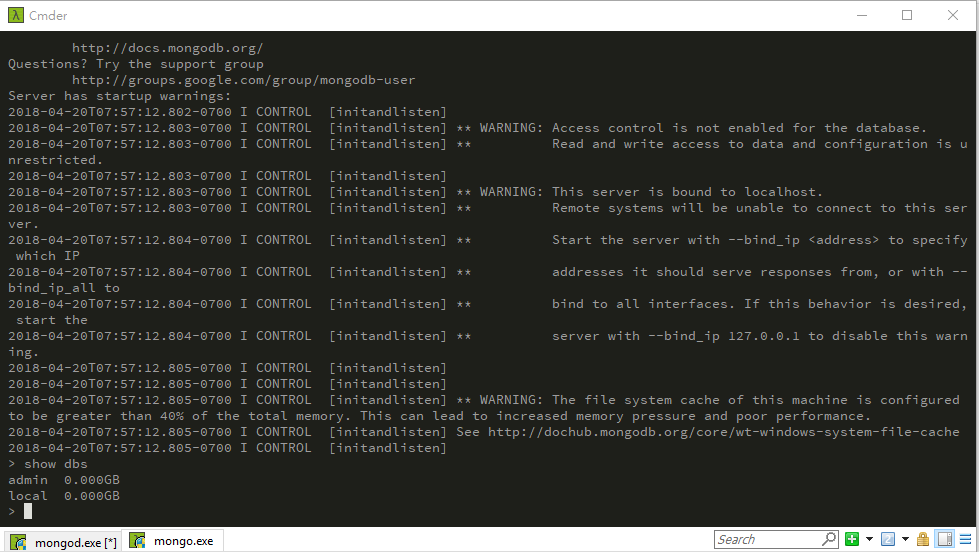 Cmder
http://docs.mongodb.org/
Questions? Try the support group
http://groups.google.com/group/mongodb-user
Server has startup warnings:
2018-04-20T07:57:12.802-0700 I CONTROL  [initandlisten]
2018-04-20T07:57:12.803-0700 I CONTROL  [initandlisten] ** WARNING: Access control is not enabled for the database.
2018-04-20T07:57:12.803-0700 I CONTROL  [initandlisten] **          Read and write access to data and configuration is u
nrestricted.
2018-04-20T07:57:12.803-0700 I CONTROL  [initandlisten]
2018-04-20T07:57:12.803-0700 I CONTROL  [initandlisten] ** WARNING: This server is bound to localhost.
2018-04-20T07:57:12.803-0700 I CONTROL  [initandlisten] **          Remote systems will be unable to connect to this ser
ver.
2018-04-20T07:57:12.804-0700 I CONTROL  [initandlisten] **          Start the server with --bind_ip <address> to specify
 which IP
2018-04-20T07:57:12.804-0700 I CONTROL  [initandlisten] **          addresses it should serve responses from, or with --
bind_ip_all to
2018-04-20T07:57:12.804-0700 I CONTROL  [initandlisten] **          bind to all interfaces. If this behavior is desired,
 start the
2018-04-20T07:57:12.804-0700 I CONTROL  [initandlisten] **          server with --bind_ip 127.0.0.1 to disable this warn
ing.
2018-04-20T07:57:12.805-0700 I CONTROL  [initandlisten]
2018-04-20T07:57:12.805-0700 I CONTROL  [initandlisten]
2018-04-20T07:57:12.805-0700 I CONTROL  [initandlisten] ** WARNING: The file system cache of this machine is configured
to be greater than 40% of the total memory. This can lead to increased memory pressure and poor performance.
2018-04-20T07:57:12.805-0700 I CONTROL  [initandlisten] See http://dochub.mongodb.org/core/wt-windows-system-file-cache
2018-04-20T07:57:12.805-0700 I CONTROL  [initandlisten]
> show dbs
admin  0.000GB
local  0.000GB
>
mongod.exe [*] mongo.exe Search